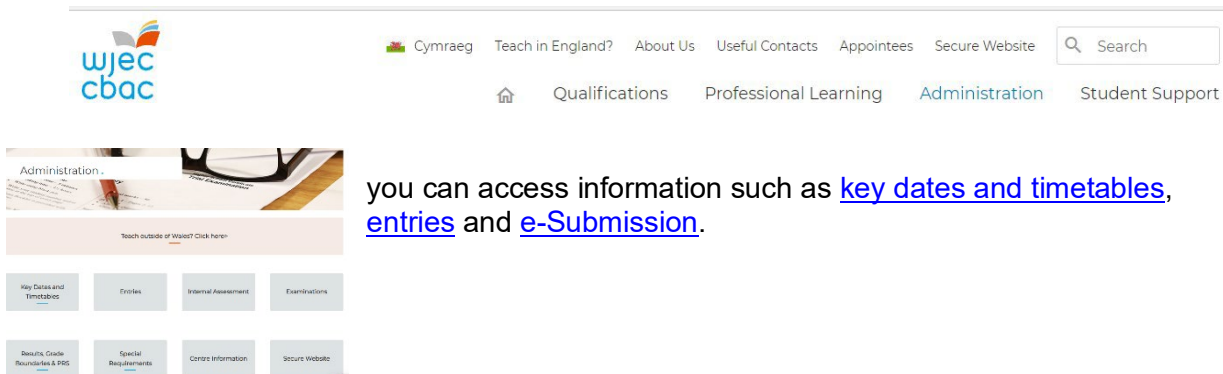 wjec
cbac
Cymraeg Teach in England? About Us Useful Contacts Appointees Secure Website Search
Qualifications Professional Learning Administration Student Support
Administration.
Trial Examination
Teach outside of Wales? Click here>
Key Dates and
Timetables
Entries
Internal Assessment
Examinations
Results, Grade
Boundaries & PRS
Special
Requirements
Centre Information
Secure Website
you can access information such as key dates and timetables,
entries and e-Submission.